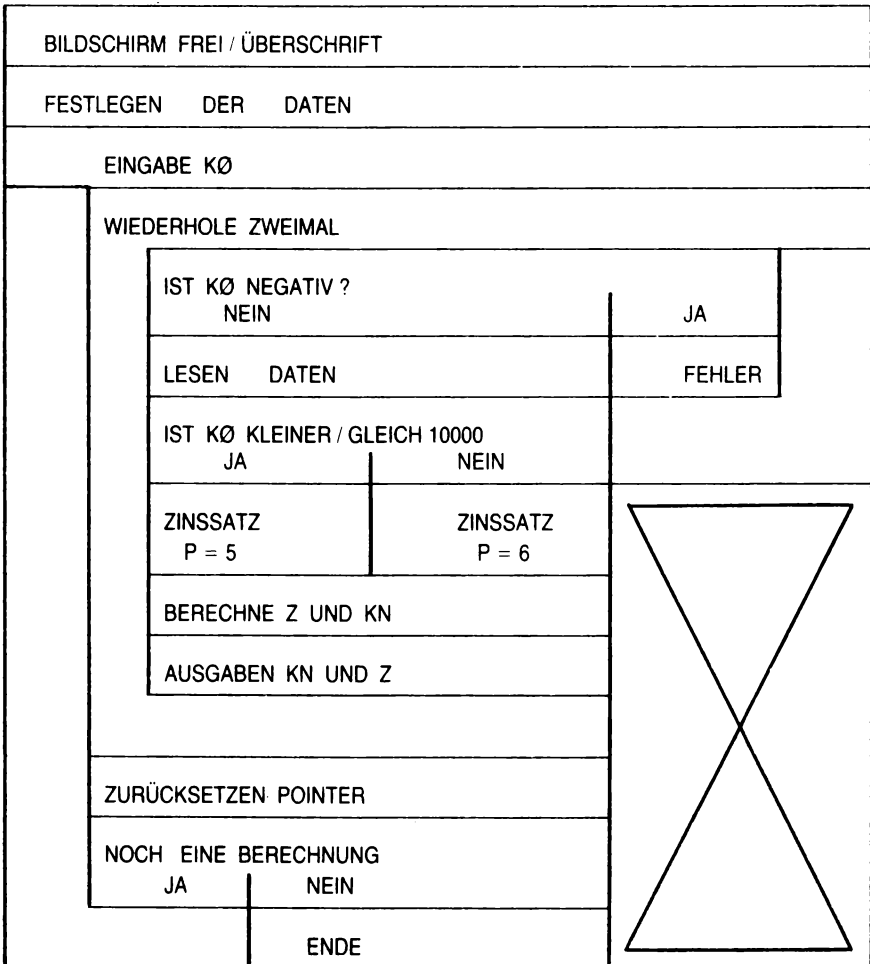 BILDSCHIRM FREI / ÜBERSCHRIFT
FESTLEGEN DER DATEN
EINGABE KØ
WIEDERHOLE ZWEIMAL
IST KØ NEGATIV ?
NEIN JA
LESEN DATEN FEHLER
IST KØ KLEINER / GLEICH 10000
JA NEIN
ZINSSATZ ZINSSATZ
P = 5 P = 6
BERECHNE Z UND KN
AUSGABEN KN UND Z
ZURÜCKSETZEN POINTER
NOCH EINE BERECHNUNG
JA NEIN
ENDE